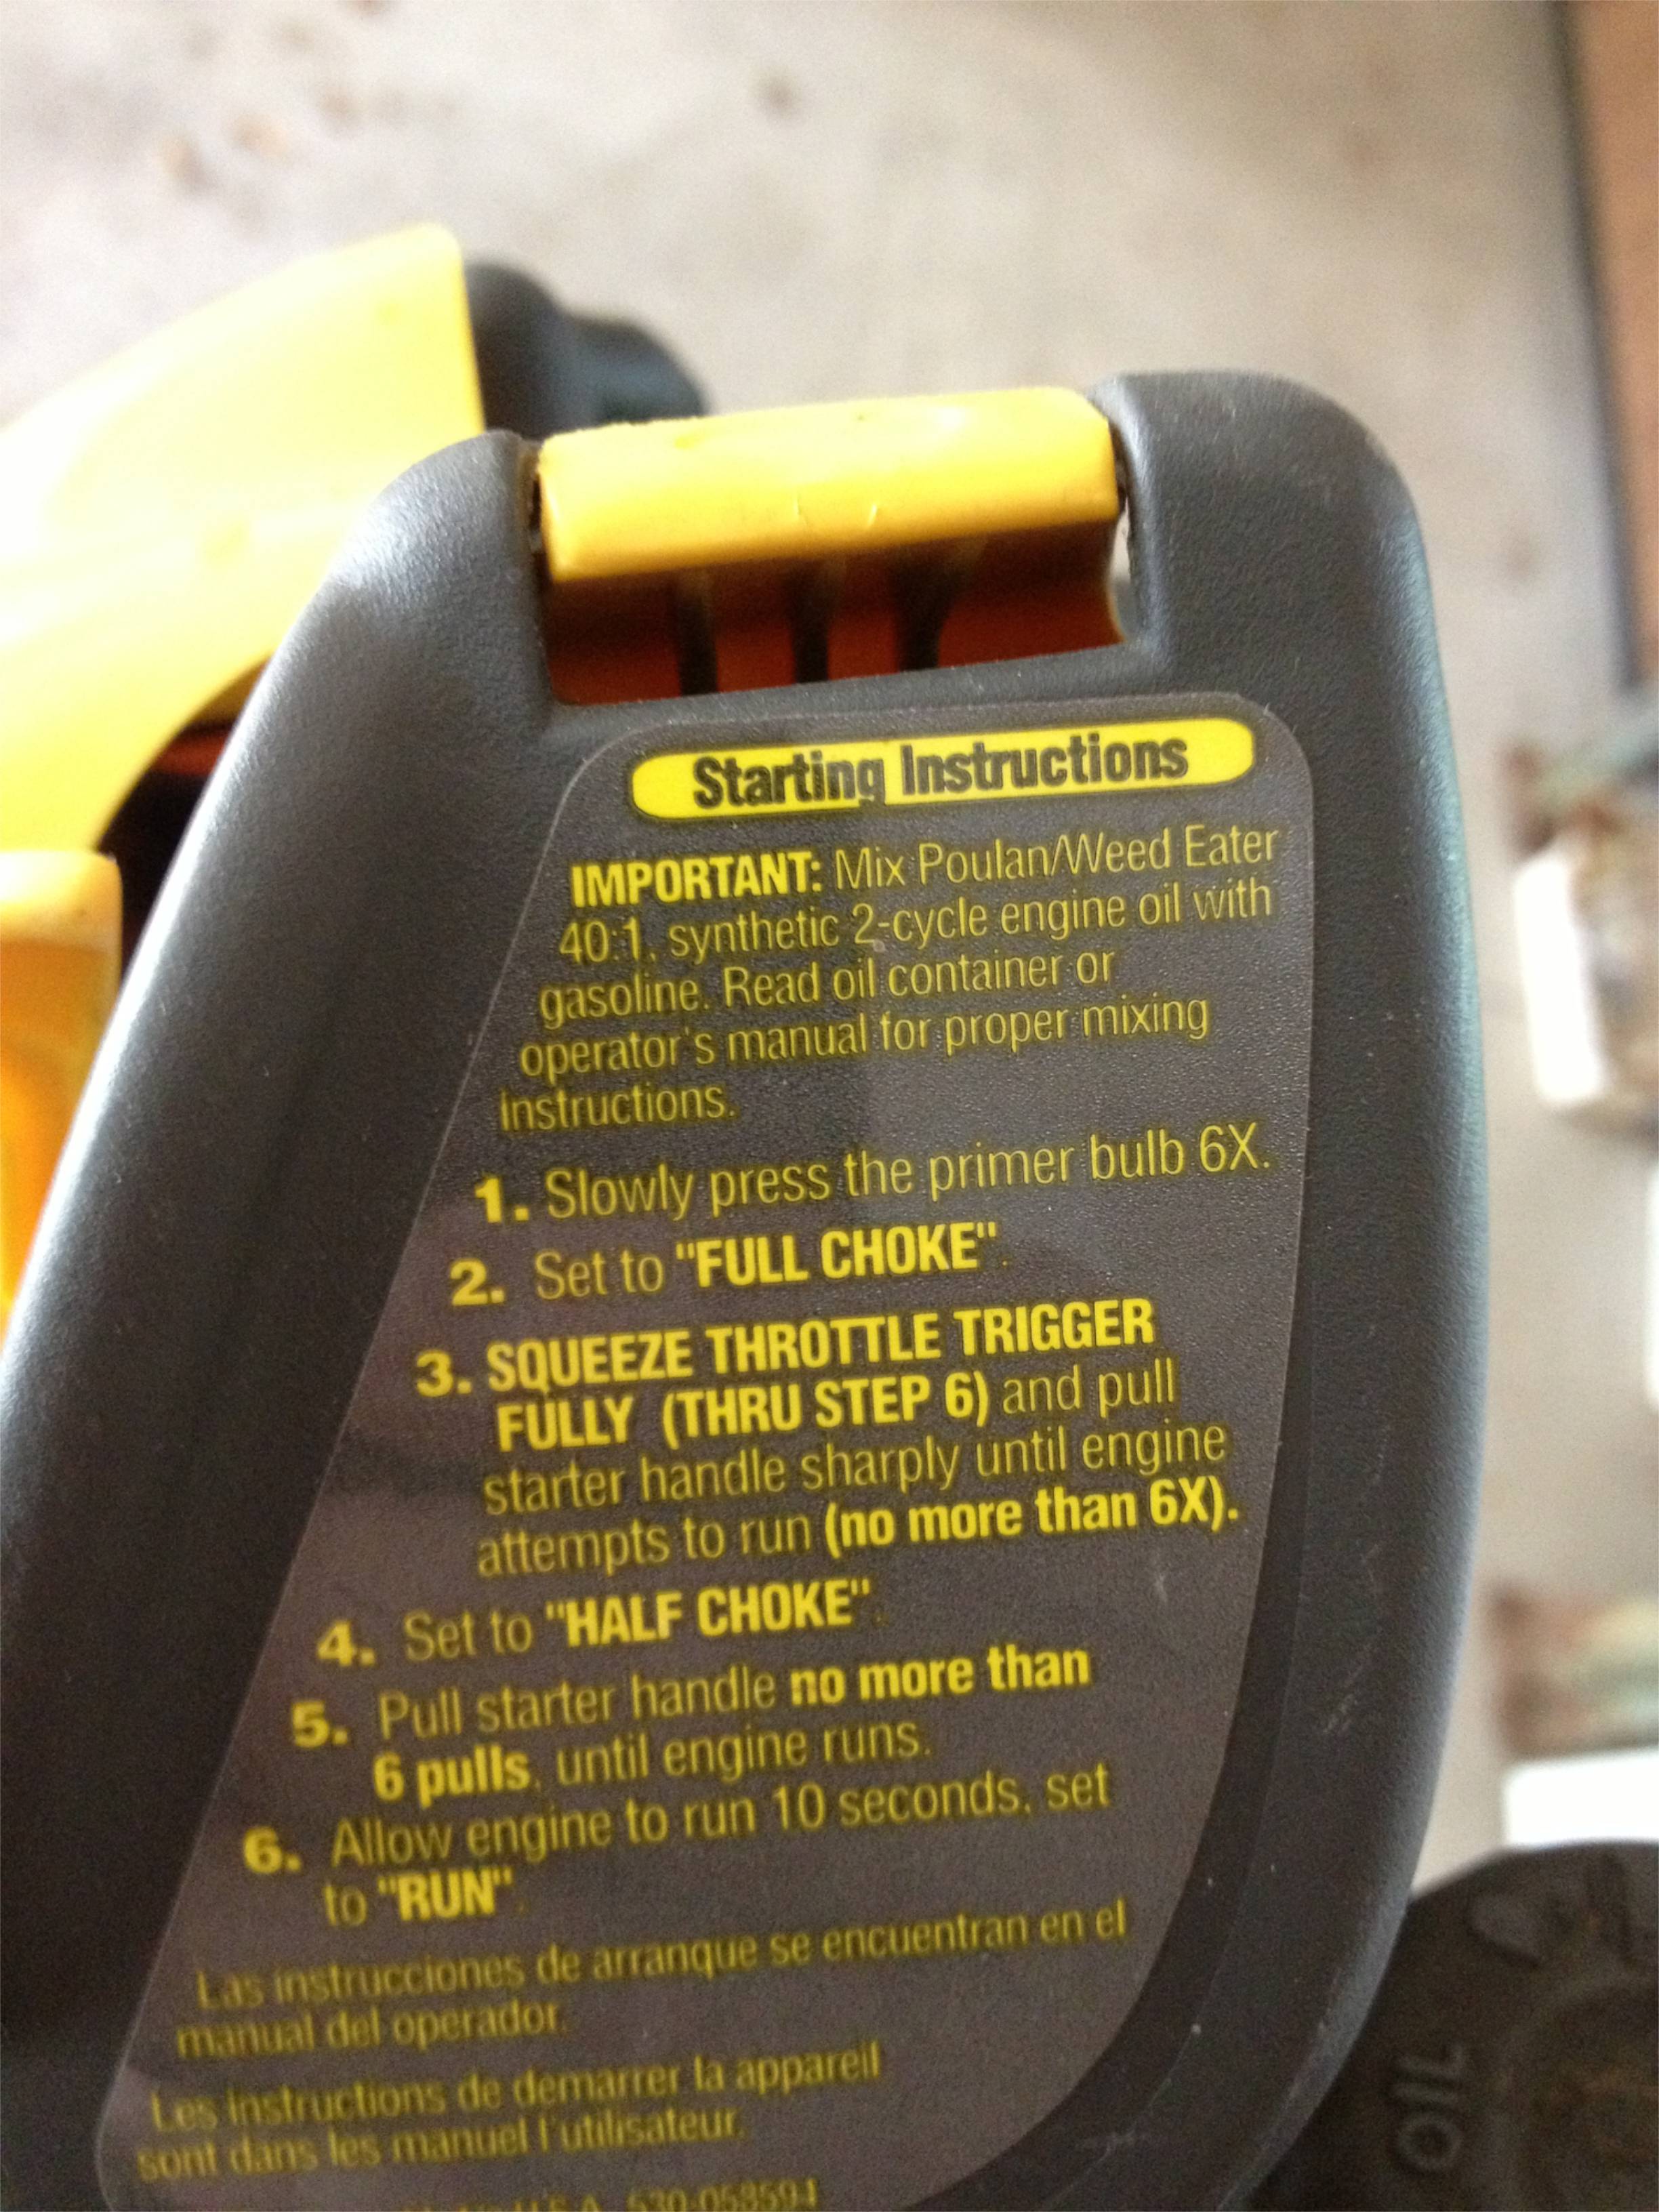 Starting Instructions
IMPORTANT: Mix Poulan/Weed Eater
40:1, synthetic 2-cycle engine oil with
gasoline. Read oil container or
operator's manual for proper mixing
instructions.
1. Slowly press the primer bulb 6X.
2. Set to "FULL CHOKE".
3. SQUEEZE THROTTLE TRIGGER
FULLY (THRU STEP 6) and pull
starter handle sharply until engine
attempts to run (no more than 6X).
4. Set to "HALF CHOKE".
5. Pull starter handle no more than
6 pulls, until engine runs.
6. Allow engine to run 10 seconds, set
to "RUN".
Las instrucciones de arranque se encuentran en el
manual del operador.
Les instructions de demarrer la appareil
sont dans les manuel l'utilisateur.
U.S.A. 530-053594
OIL